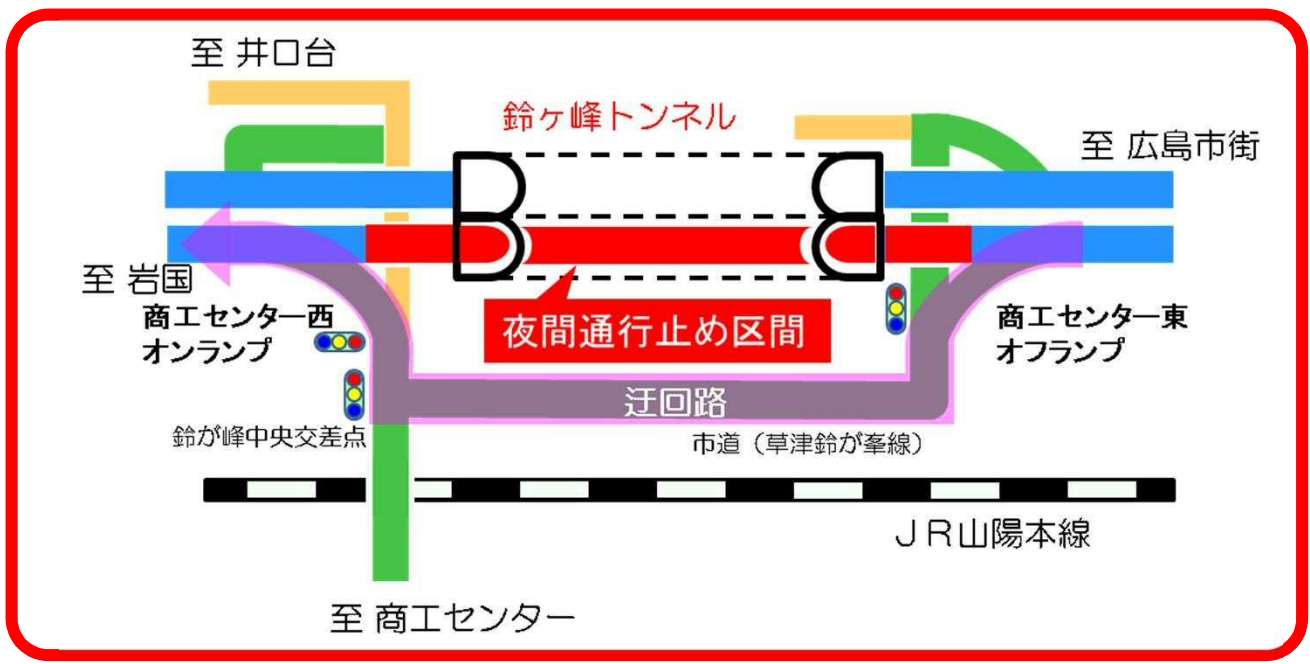 至 井口台
鈴ヶ峰トンネル
至 広島市街
至 岩国
商工センター西
オンランプ
夜間通行止め区間
商工センター東
オフランプ
迂回路
鈴が峰中央交差点
市道（草津鈴が峯線）
ＪＲ山陽本線
至 商工センター